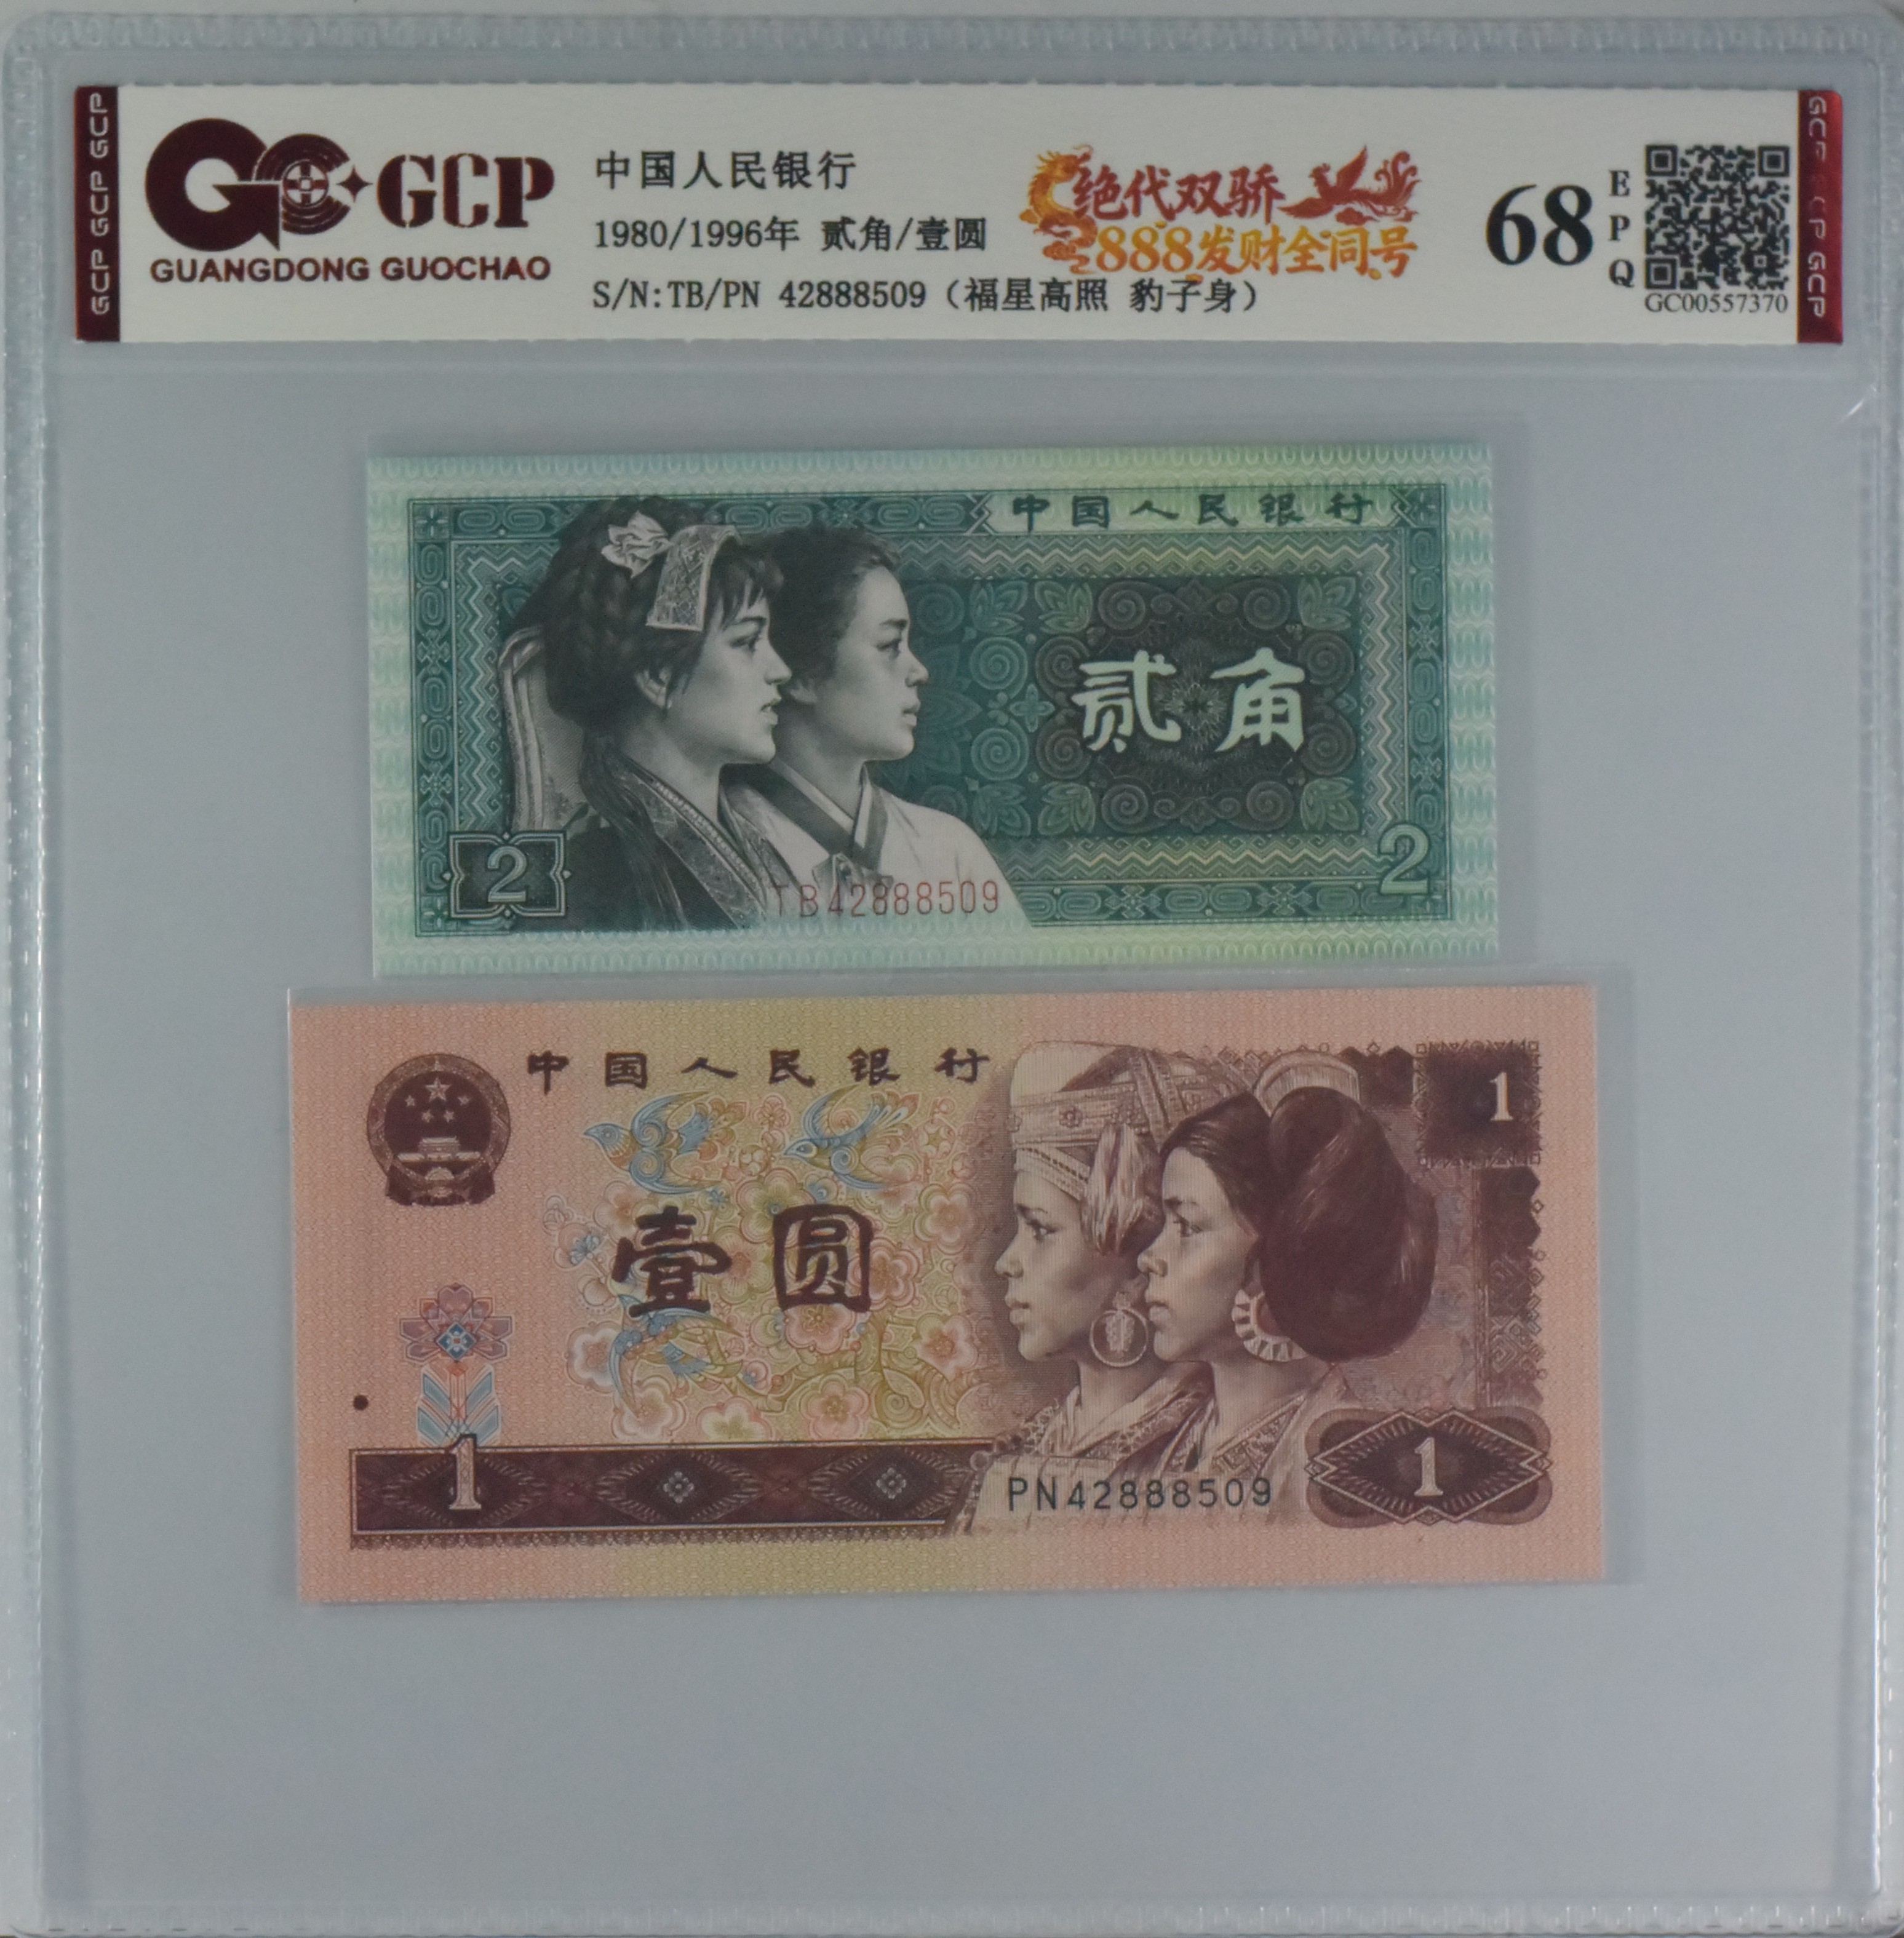 GCP GCP GCP
GCP
GUANGDONG GUOCHAO
中国人民银行
1980/1996年 贰角/壹圆
S/N:TB/PN 42888509（福星高照 豹子身）
绝代双骄
888发财全同号
68
EPQ
GC00557370
GCP GCP GCP
中国人民银行
贰角
2
2
TB42888509
中国人民银行
1
壹圆
1
PN42888509
1